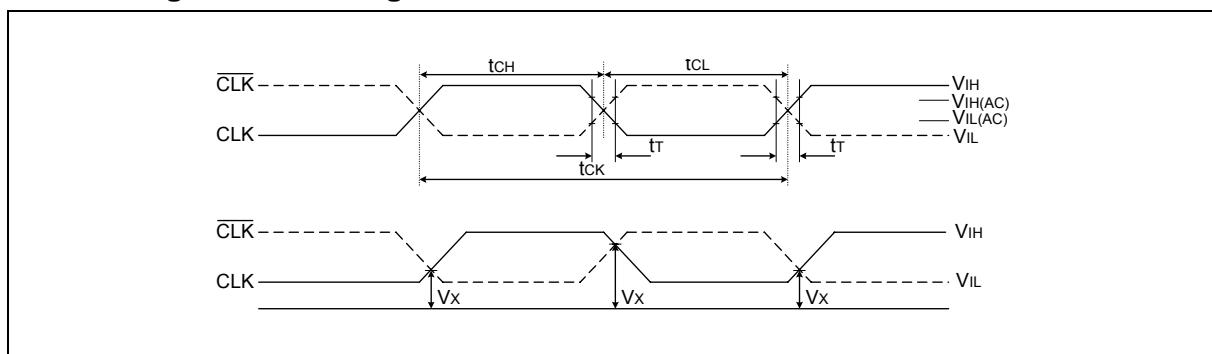 tCH
tCL
CLK
VIH
VIH(AC)
VIL(AC)
CLK
VIL
tT
tT
tCK
CLK
VIH
CLK
VIL
VX
VX
VX